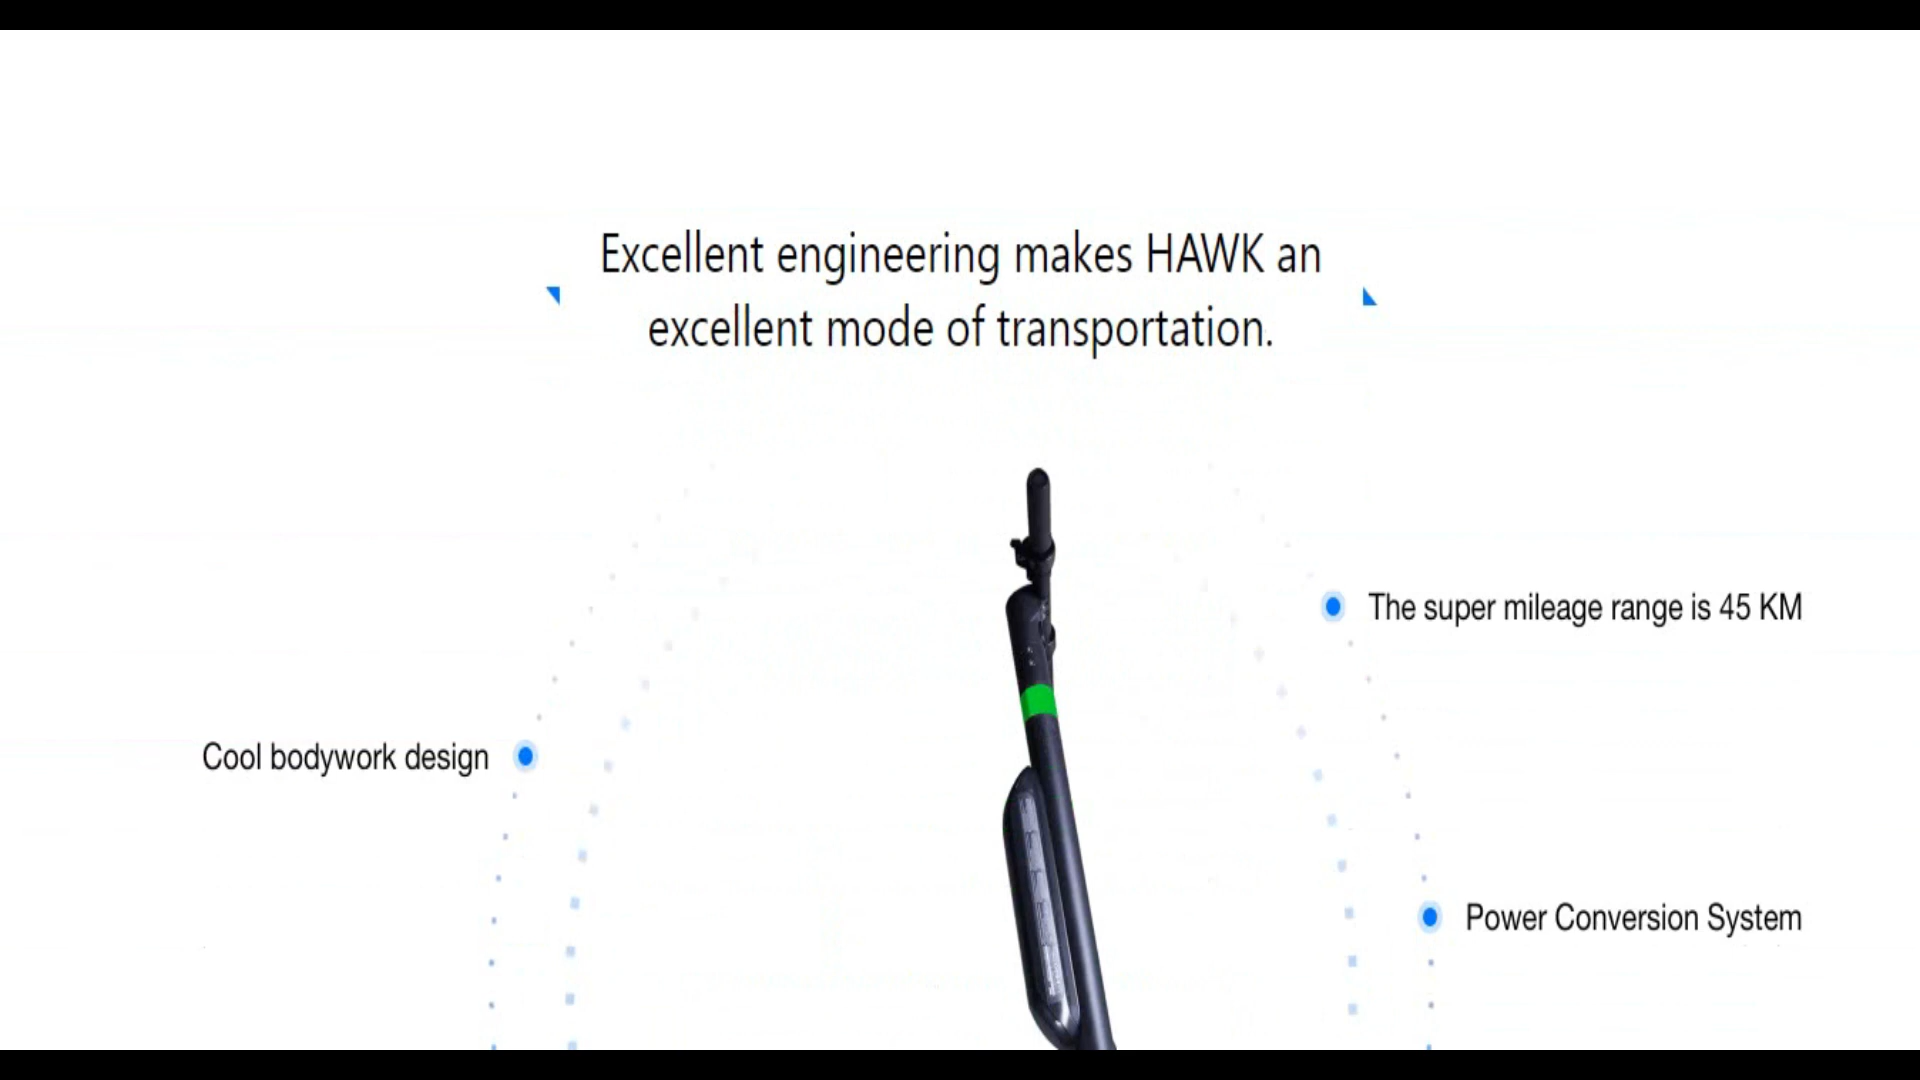 Excellent engineering makes HAWK an
excellent mode of transportation.
The super mileage range is 45 KM
Cool bodywork design
Power Conversion System